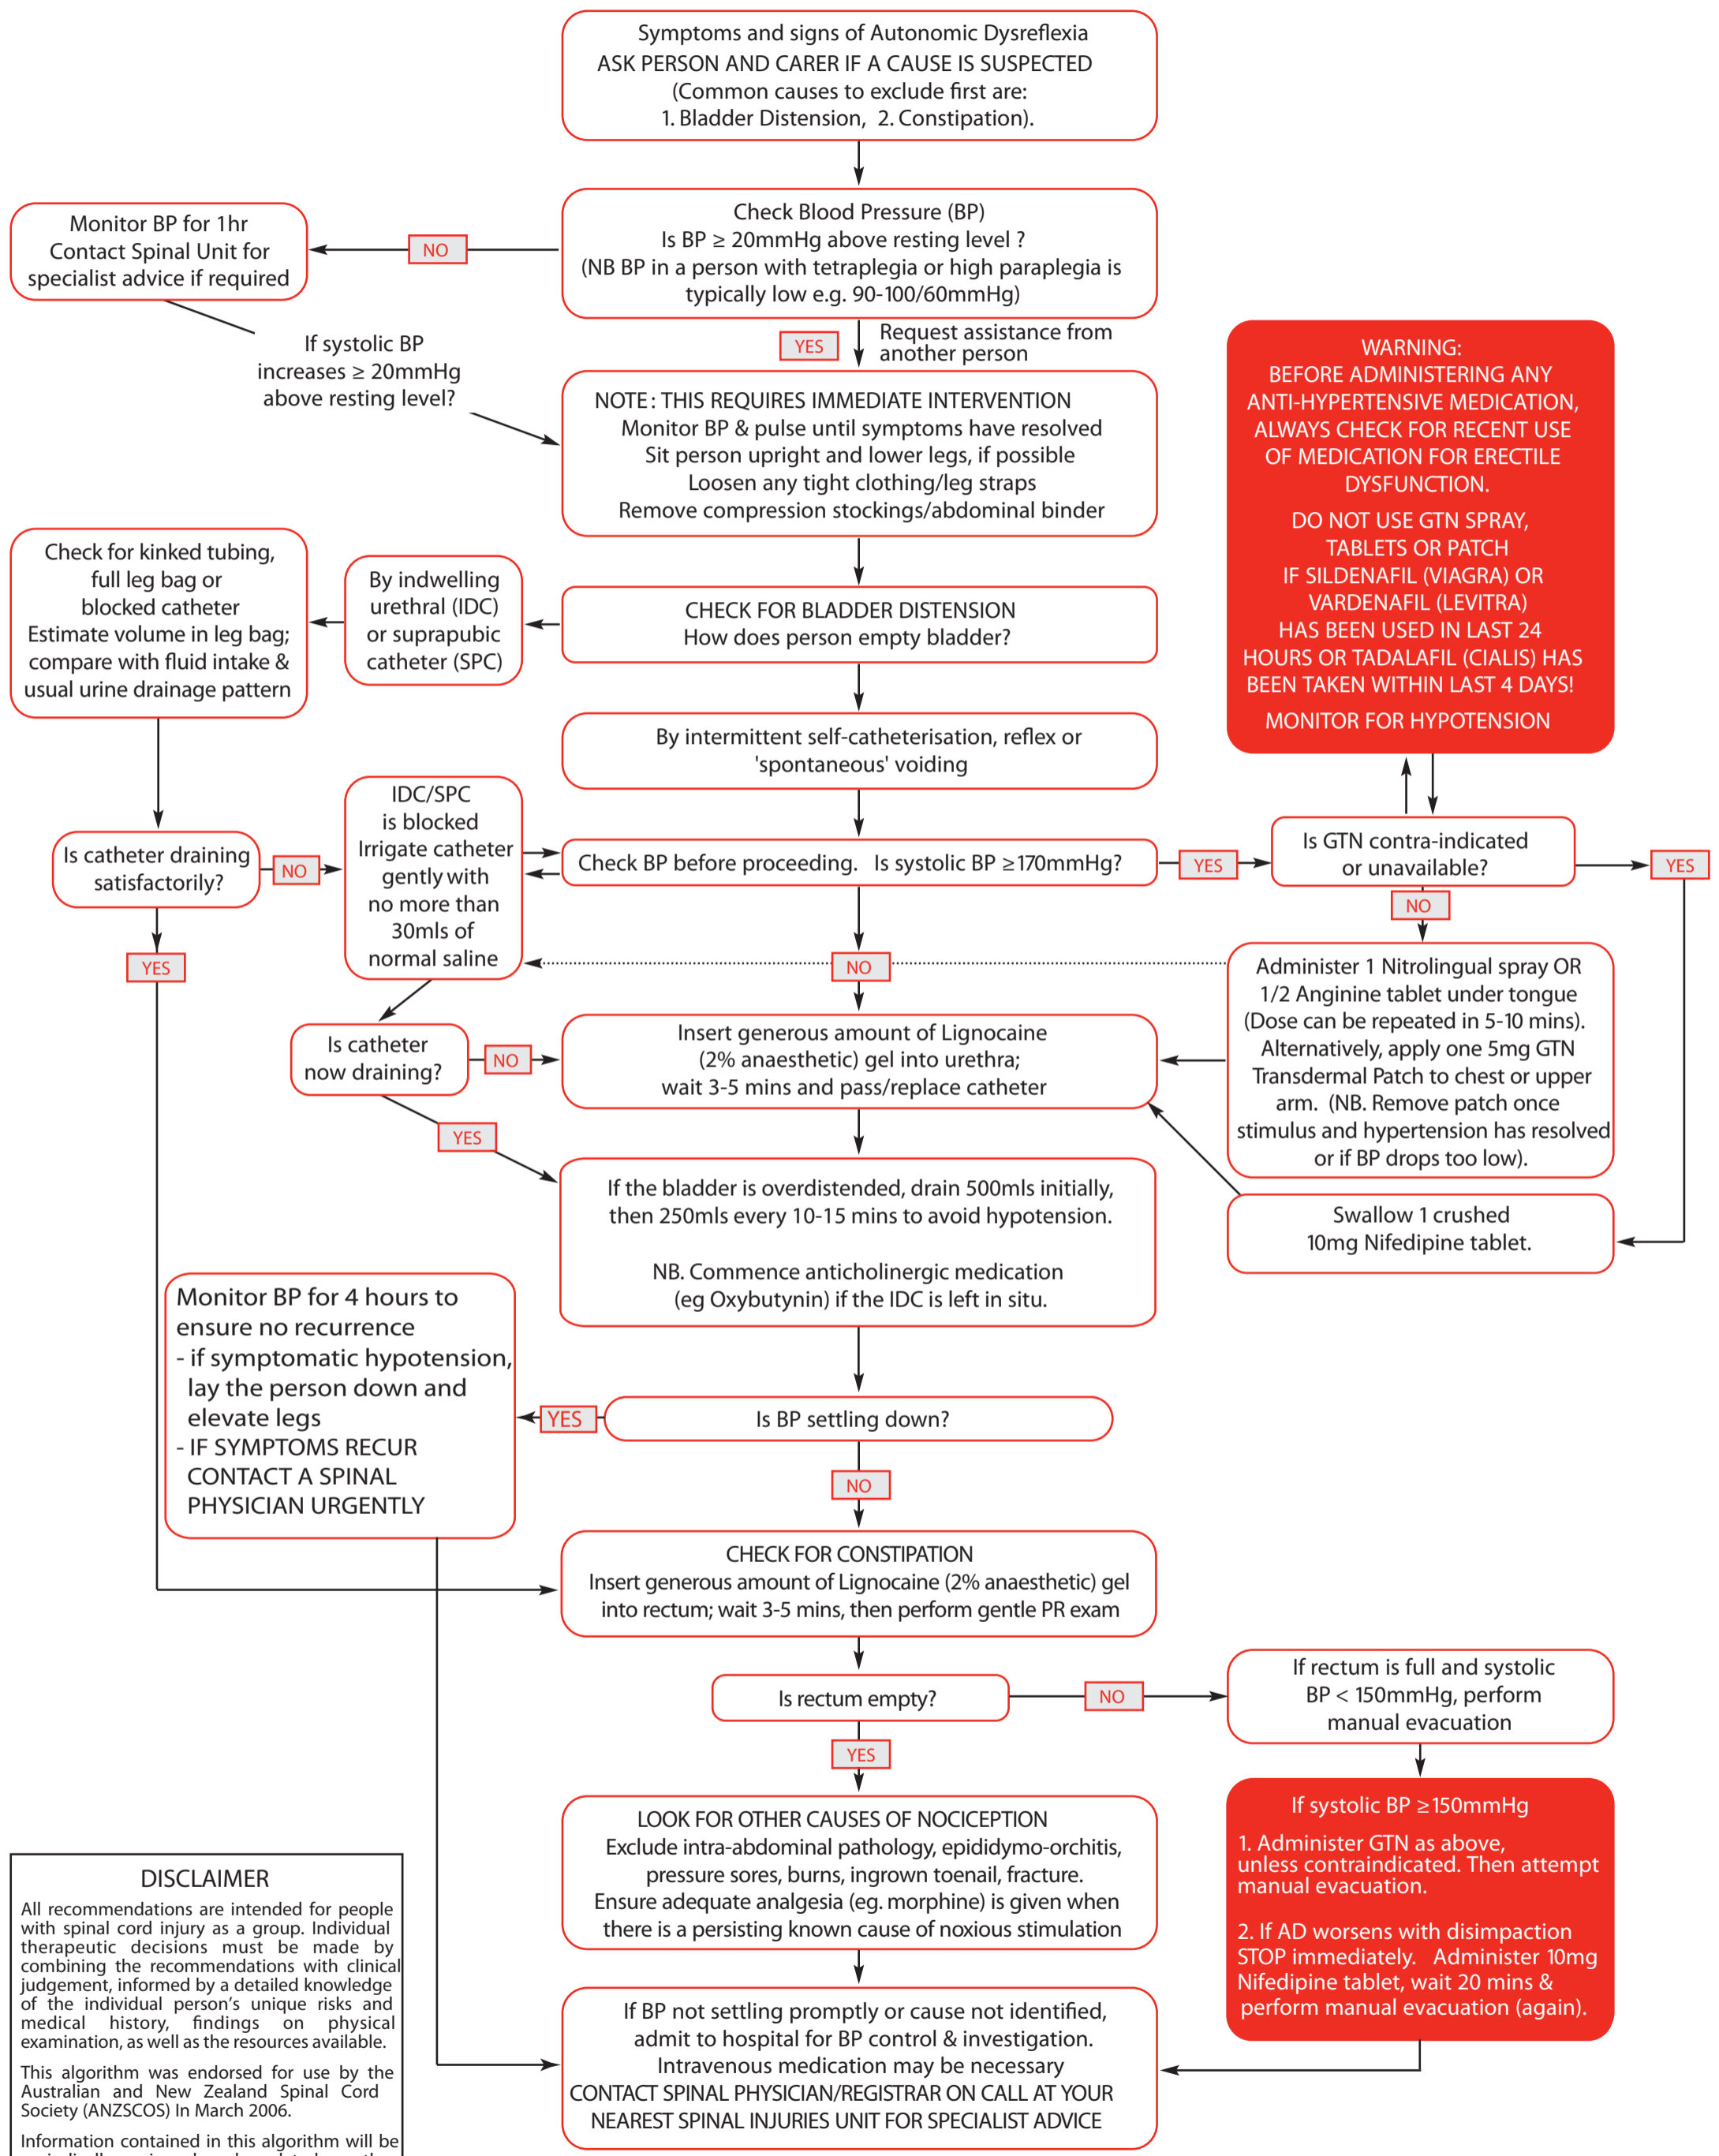 Symptoms and signs of Autonomic Dysreflexia
ASK PERSON AND CARER IF A CAUSE IS SUSPECTED
(Common causes to exclude first are:
1. Bladder Distension, 2. Constipation).
Check Blood Pressure (BP)
Is BP ≥ 20mmHg above resting level ?
(NB BP in a person with tetraplegia or high paraplegia is
typically low e.g. 90-100/60mmHg)
NO
Monitor BP for 1hr
Contact Spinal Unit for
specialist advice if required
If systolic BP
increases ≥ 20mmHg
above resting level?
YES
Request assistance from
another person
NOTE : THIS REQUIRES IMMEDIATE INTERVENTION
Monitor BP & pulse until symptoms have resolved
Sit person upright and lower legs, if possible
Loosen any tight clothing/leg straps
Remove compression stockings/abdominal binder
WARNING:
BEFORE ADMINISTERING ANY
ANTI-HYPERTENSIVE MEDICATION,
ALWAYS CHECK FOR RECENT USE
OF MEDICATION FOR ERECTILE
DYSFUNCTION.
DO NOT USE GTN SPRAY,
TABLETS OR PATCH
IF SILDENAFIL (VIAGRA) OR
VARDENAFIL (LEVITRA)
HAS BEEN USED IN LAST 24
HOURS OR TADALAFIL (CIALIS) HAS
BEEN TAKEN WITHIN LAST 4 DAYS!
MONITOR FOR HYPOTENSION
CHECK FOR BLADDER DISTENSION
How does person empty bladder?
By indwelling
urethral (IDC)
or suprapubic
catheter (SPC)
Check for kinked tubing,
full leg bag or
blocked catheter
Estimate volume in leg bag;
compare with fluid intake &
usual urine drainage pattern
By intermittent self-catheterisation, reflex or
'spontaneous' voiding
Is catheter draining
satisfactorily?
NO
YES
IDC/SPC
is blocked
Irrigate catheter
gently with
no more than
30mls of
normal saline
Check BP before proceeding. Is systolic BP ≥170mmHg?
YES
Is GTN contra-indicated
or unavailable?
YES
NO
NO
Administer 1 Nitrolingual spray OR
1/2 Anginine tablet under tongue
(Dose can be repeated in 5-10 mins).
Alternatively, apply one 5mg GTN
Transdermal Patch to chest or upper
arm. (NB. Remove patch once
stimulus and hypertension has resolved
or if BP drops too low).
Is catheter
now draining?
NO
YES
Insert generous amount of Lignocaine
(2% anaesthetic) gel into urethra;
wait 3-5 mins and pass/replace catheter
Swallow 1 crushed
10mg Nifedipine tablet.
If the bladder is overdistended, drain 500mls initially,
then 250mls every 10-15 mins to avoid hypotension.
NB. Commence anticholinergic medication
(eg Oxybutynin) if the IDC is left in situ.
Is BP settling down?
YES
Monitor BP for 4 hours to
ensure no recurrence
- if symptomatic hypotension,
lay the person down and
elevate legs
- IF SYMPTOMS RECUR
CONTACT A SPINAL
PHYSICIAN URGENTLY
NO
CHECK FOR CONSTIPATION
Insert generous amount of Lignocaine (2% anaesthetic) gel
into rectum; wait 3-5 mins, then perform gentle PR exam
Is rectum empty?
NO
If rectum is full and systolic
BP < 150mmHg, perform
manual evacuation
YES
LOOK FOR OTHER CAUSES OF NOCICEPTION
Exclude intra-abdominal pathology, epididymo-orchitis,
pressure sores, burns, ingrown toenail, fracture.
Ensure adequate analgesia (eg. morphine) is given when
there is a persisting known cause of noxious stimulation
If systolic BP ≥150mmHg
1. Administer GTN as above,
unless contraindicated. Then attempt
manual evacuation.
2. If AD worsens with disimpaction
STOP immediately. Administer 10mg
Nifedipine tablet, wait 20 mins &
perform manual evacuation (again).
If BP not settling promptly or cause not identified,
admit to hospital for BP control & investigation.
Intravenous medication may be necessary
CONTACT SPINAL PHYSICIAN/REGISTRAR ON CALL AT YOUR
NEAREST SPINAL INJURIES UNIT FOR SPECIALIST ADVICE
DISCLAIMER
All recommendations are intended for people
with spinal cord injury as a group. Individual
therapeutic decisions must be made by
combining the recommendations with clinical
judgement, informed by a detailed knowledge
of the individual person's unique risks and
medical history, findings on physical
examination, as well as the resources available.
This algorithm was endorsed for use by the
Australian and New Zealand Spinal Cord
Society (ANZSCOS) In March 2006.
Information contained in this algorithm will be